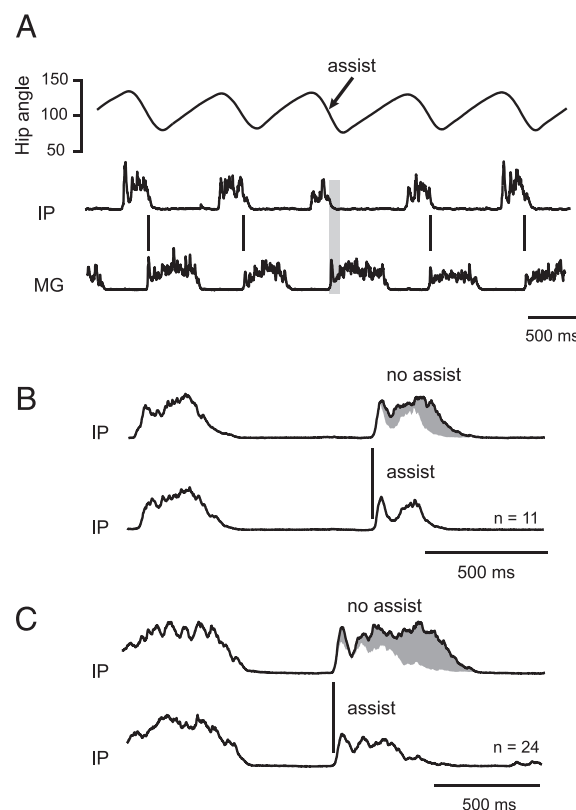 A
assist
Hip angle
150
100
50
IP
MG
500 ms
B
no assist
IP
assist
IP
n = 11
500 ms
C
no assist
IP
assist
IP
n = 24
500 ms